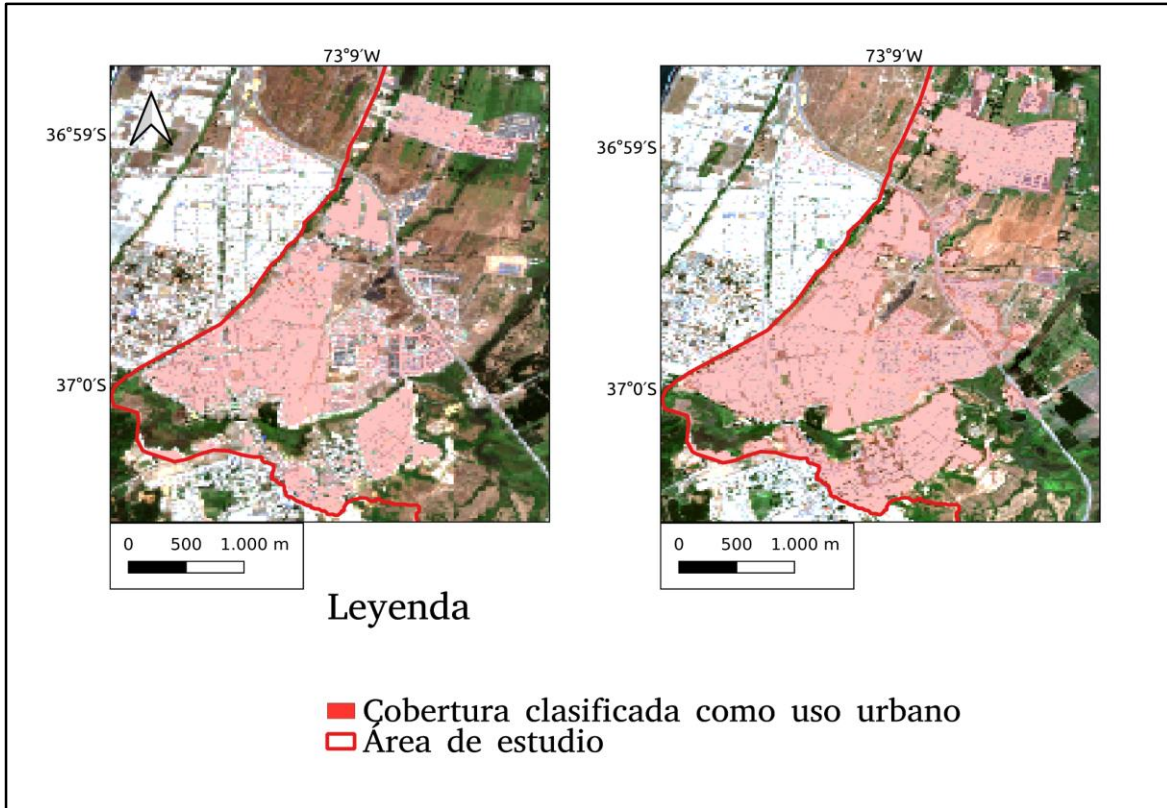 73°9′W
73°9′W
36°59′S
36°59′S
37°0′S
37°0′S
0 500 1.000 m
0 500 1.000 m
Leyenda
Cobertura clasificada como uso urbano
Área de estudio